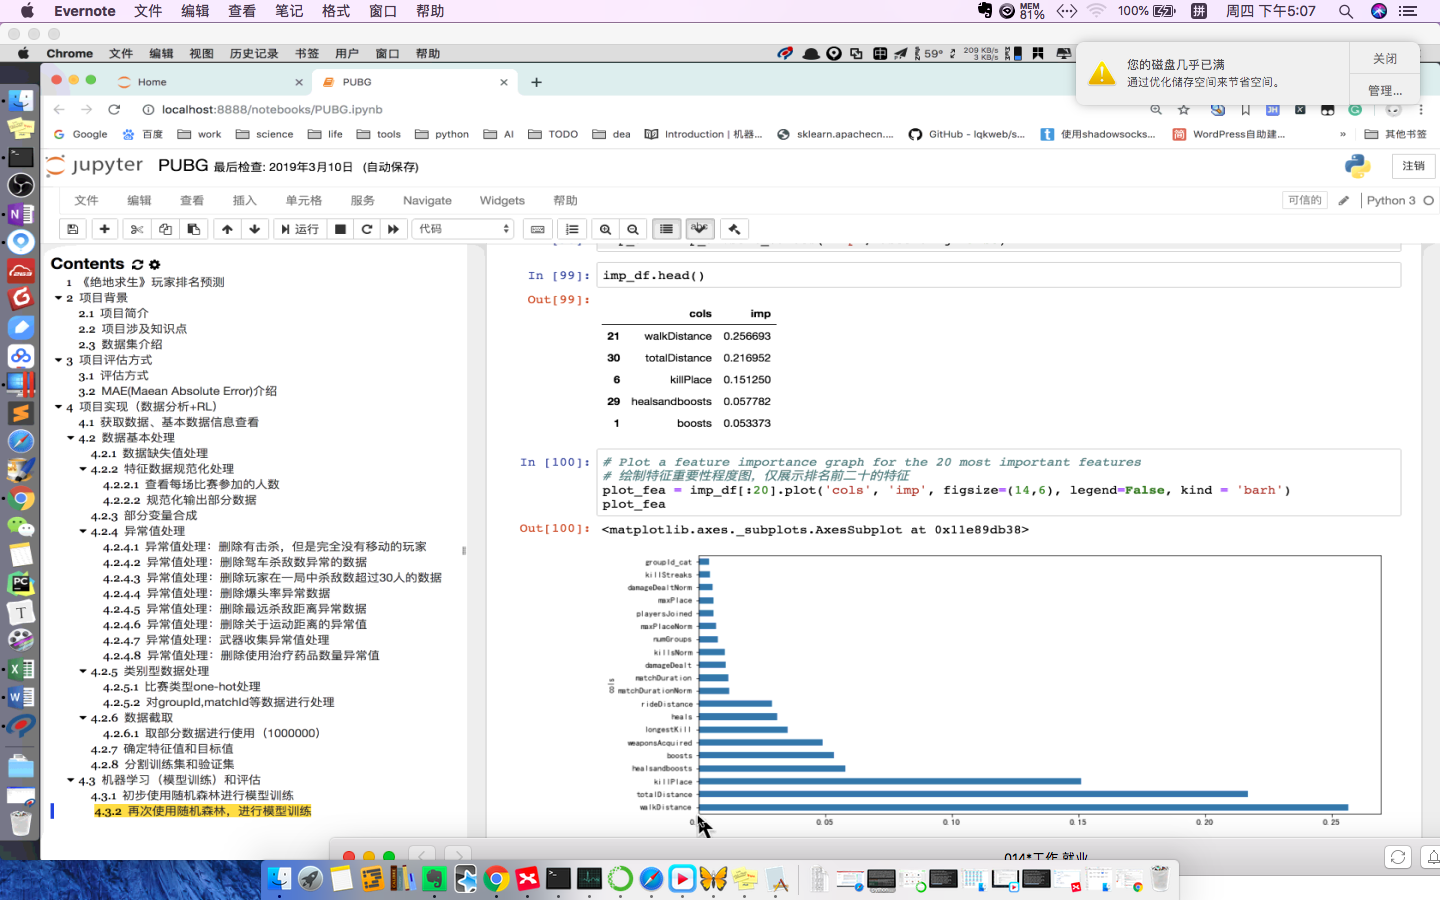 Evernote 文件 编辑 查看 笔记 格式 窗口 帮助 MEM 81% 100% 拼 周四 下午5:07
Chrome 文件 编辑 视图 历史记录 书签 用户 窗口 帮助 59° 209 KB/s 3 KB/s
您的磁盘几乎已满
通过优化储存空间来节省空间。
关闭
管理...
Home
PUBG
localhost:8888/notebooks/PUBG.ipynb
Google 百度 work science life tools python AI TODO dea Introduction | 机器... sklearn.apachecn.... GitHub - lqkweb/s... 使用shadowsocks... WordPress自助建... » 其他书签
jupyter PUBG 最后检查: 2019年3月10日 (自动保存) 注销
文件 编辑 查看 插入 单元格 服务 Navigate Widgets 帮助 可信的 Python 3
运行 代码
Contents
1 《绝地求生》玩家排名预测
2 项目背景
2.1 项目简介
2.2 项目涉及知识点
2.3 数据集介绍
3 项目评估方式
3.1 评估方式
3.2 MAE(Maean Absolute Error)介绍
4 项目实现（数据分析+RL）
4.1 获取数据、基本数据信息查看
4.2 数据基本处理
4.2.1 数据缺失值处理
4.2.2 特征数据规范化处理
4.2.2.1 查看每场比赛参加的人数
4.2.2.2 规范化输出部分数据
4.2.3 部分变量合成
4.2.4 异常值处理
4.2.4.1 异常值处理：删除有击杀，但是完全没有移动的玩家
4.2.4.2 异常值处理：删除驾车杀敌数异常的数据
4.2.4.3 异常值处理：删除玩家在一局中杀敌数超过30人的数据
4.2.4.4 异常值处理：删除爆头率异常数据
4.2.4.5 异常值处理：删除最远杀敌距离异常数据
4.2.4.6 异常值处理：删除关于运动距离的异常值
4.2.4.7 异常值处理：武器收集异常值处理
4.2.4.8 异常值处理：删除使用治疗药品数量异常值
4.2.5 类别型数据处理
4.2.5.1 比赛类型one-hot处理
4.2.5.2 对groupId,matchId等数据进行处理
4.2.6 数据截取
4.2.6.1 取部分数据进行使用（1000000）
4.2.7 确定特征值和目标值
4.2.8 分割训练集和验证集
4.3 机器学习（模型训练）和评估
4.3.1 初步使用随机森林进行模型训练
4.3.2 再次使用随机森林，进行模型训练
In [99]: imp_df.head()
Out[99]:
cols imp
21 walkDistance 0.256693
30 totalDistance 0.216952
6 killPlace 0.151250
29 healsandboosts 0.057782
1 boosts 0.053373
In [100]: # Plot a feature importance graph for the 20 most important features
# 绘制特征重要性程度图，仅展示排名前二十的特征
plot_fea = imp_df[:20].plot('cols', 'imp', figsize=(14,6), legend=False, kind = 'barh')
plot_fea
Out[100]: <matplotlib.axes._subplots.AxesSubplot at 0x11e89db38>
groupId_cat
killStreaks
damageDealtNorm
maxPlace
playersJoined
maxPlaceNorm
numGroups
killsNorm
damageDealt
matchDuration
cols
matchDurationNorm
rideDistance
heals
longestKill
weaponsAcquired
boosts
healsandboosts
killPlace
totalDistance
walkDistance
0.05 0.10 0.15 0.20 0.25
014*工作 就业